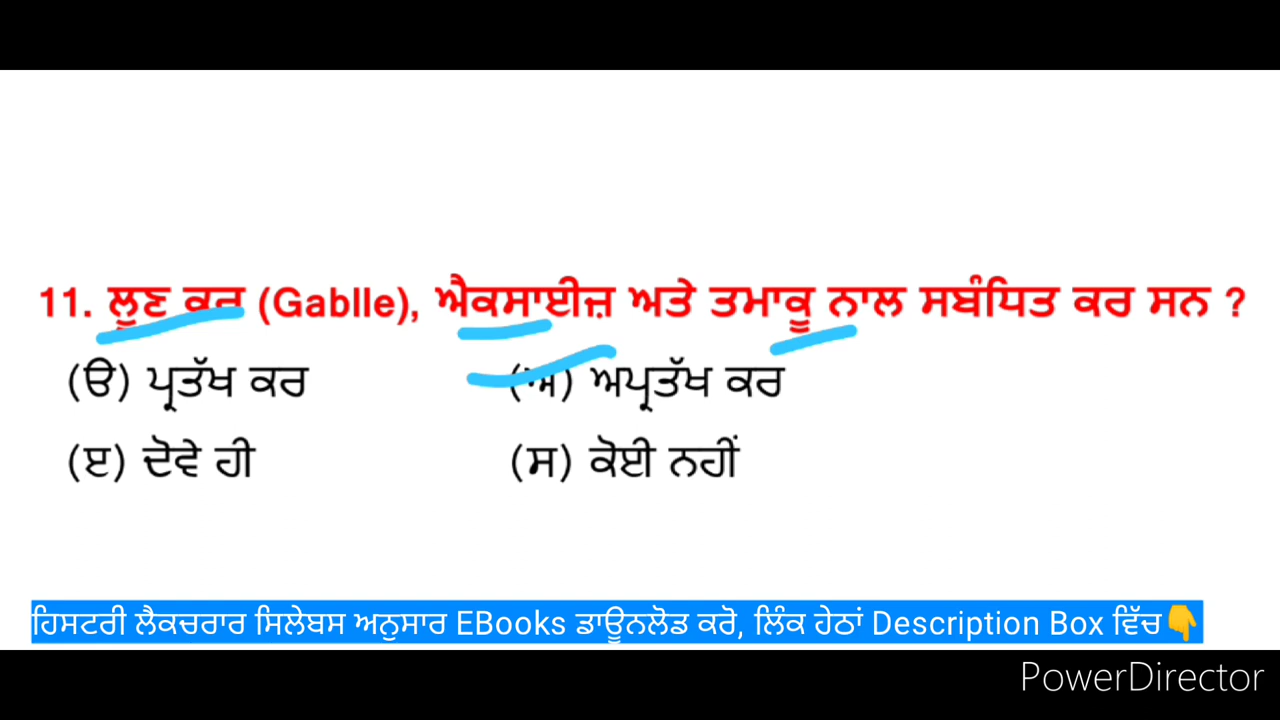 11. ਲੂਣ ਕਰ (Gablle), ਐਕਸਾਈਜ਼ ਅਤੇ ਤਮਾਕੂ ਨਾਲ ਸਬੰਧਿਤ ਕਰ ਸਨ ?
(ੳ) ਪ੍ਰਤੱਖ ਕਰ (ਅ) ਅਪ੍ਰਤੱਖ ਕਰ
(ੲ) ਦੋਵੇ ਹੀ (ਸ) ਕੋਈ ਨਹੀਂ
ਹਿਸਟਰੀ ਲੈਕਚਰਾਰ ਸਿਲੇਬਸ ਅਨੁਸਾਰ EBooks ਡਾਊਨਲੋਡ ਕਰੋ, ਲਿੰਕ ਹੇਠਾਂ Description Box ਵਿੱਚ👇
PowerDirector